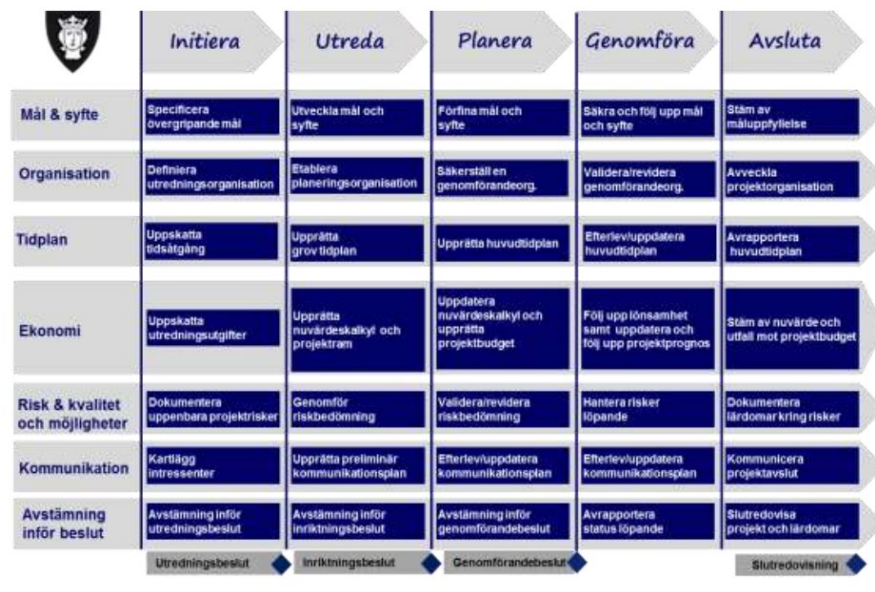 Initiera
Utreda
Planera
Genomföra
Avsluta
Mål & syfte
Specificera
övergripande mål
Utveckla mål och
syfte
Förfina mål och
syfte
Säkra och följ upp mål
och syfte
Stäm av
måluppfyllelse
Organisation
Definiera
utredningsorganisation
Etablera
planeringsorganisation
Säkerställ en
genomförandeorg.
Validera/revidera
genomförandeorg.
Avveckla
projektorganisation
Tidplan
Uppskatta
tidsåtgång
Upprätta
grov tidplan
Upprätta huvudtidplan
Efterlev/uppdatera
huvudtidplan
Avrapportera
huvudtidplan
Ekonomi
Uppskatta
utredningsutgifter
Upprätta
nuvärdeskalkyl och
projektram
Uppdatera
nuvärdeskalkyl och
upprätta
projektbudget
Följ upp lönsamhet
samt uppdatera och
följ upp projektprognos
Stäm av nuvärde och
utfall mot projektbudget
Risk & kvalitet
och möjligheter
Dokumentera
uppenbara projektrisker
Genomför
riskbedömning
Validera/revidera
riskbedömning
Hantera risker
löpande
Dokumentera
lärdomar kring risker
Kommunikation
Kartlägg
intressenter
Upprätta preliminär
kommunikationsplan
Efterlev/uppdatera
kommunikationsplan
Efterlev/uppdatera
kommunikationsplan
Kommunicera
projektavslut
Avstämning
inför beslut
Avstämning inför
utredningsbeslut
Avstämning inför
inriktningsbeslut
Avstämning inför
genomförandebeslut
Avrapportera
status löpande
Slutredovisa
projekt och lärdomar
Utredningsbeslut
Inriktningsbeslut
Genomförandebeslut
Slutredovisning